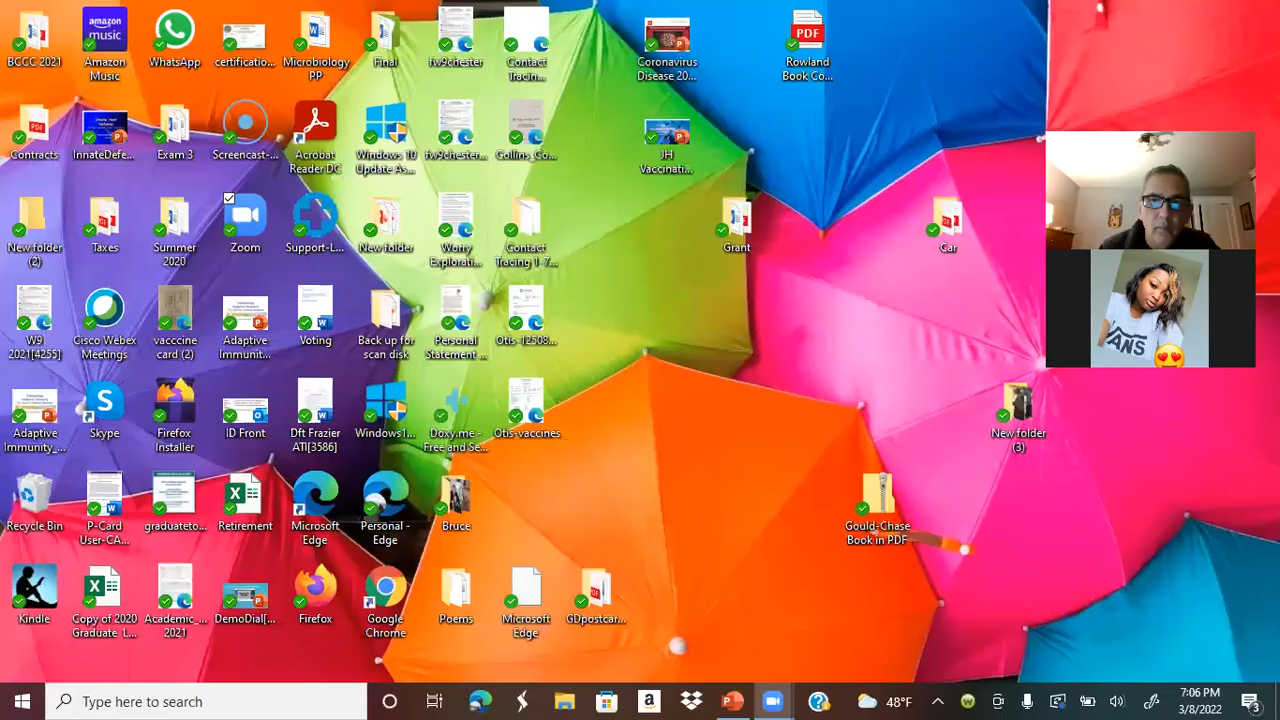 BCCC 2021
amazon
music
Amazon
Music
WhatsApp
certificatio...
Microbiology
PP
Final
fw9chester
Contact
Tracin...
Coronavirus
Disease 20...
PDF
Rowland
Book Co...
Contracts
InnateDefe...
Exam 3
Screencast-...
Acrobat
Reader DC
Windows 10
Update As...
fw9chester...
Collins_Co...
JH
Vaccinati...
New folder
(2)
Taxes
Summer
2020
Zoom
Support-L...
New folder
Worry
Explorati...
Contact
Tracing 1-7...
Grant
Car
W9
2021[4255]
Cisco Webex
Meetings
vacccine
card (2)
Adaptive
Immunit...
Voting
Back up for
scan disk
Personal
Statement ...
Otis-12508...
VANS
Adaptive
Immunity_...
Skype
Firefox
Installer
ID Front
Dft Frazier
ATI[3586]
Windows1...
Doxy.me -
Free and Se...
Otis-vaccines
New folder
(3)
Recycle Bin
P-Card
User-CA...
graduateto...
Retirement
Microsoft
Edge
Personal -
Edge
Bruce
Gould-Chase
Book in PDF
Kindle
Copy of 2020
Graduate L...
Academic_...
2021
DemoDial[...
Firefox
Google
Chrome
Poems
Microsoft
Edge
GDpostcar...
Type here to search
48°F
7:06 PM
3/8/2022
3